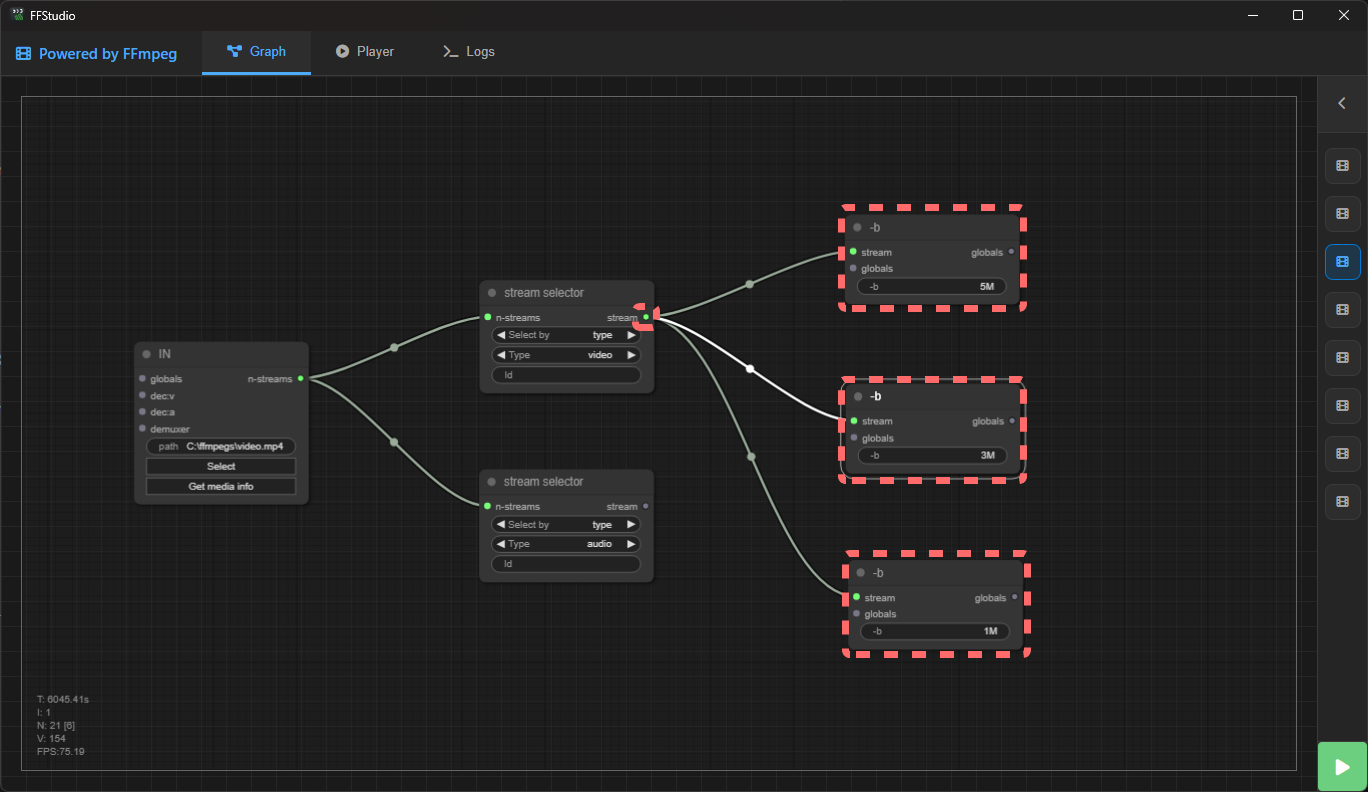 FFStudio
Powered by FFmpeg
Graph
Player
Logs
IN
globals n-streams
dec:v
dec:a
demuxer
path C:\ffmpegs\video.mp4
Select
Get media info
stream selector
n-streams stream
Select by type
Type video
Id
stream selector
n-streams stream
Select by type
Type audio
Id
-b
stream globals
globals
-b 5M
-b
stream globals
globals
-b 3M
-b
stream globals
globals
-b 1M
T: 6045.41s
I: 1
N: 21 [6]
V: 154
FPS:75.19